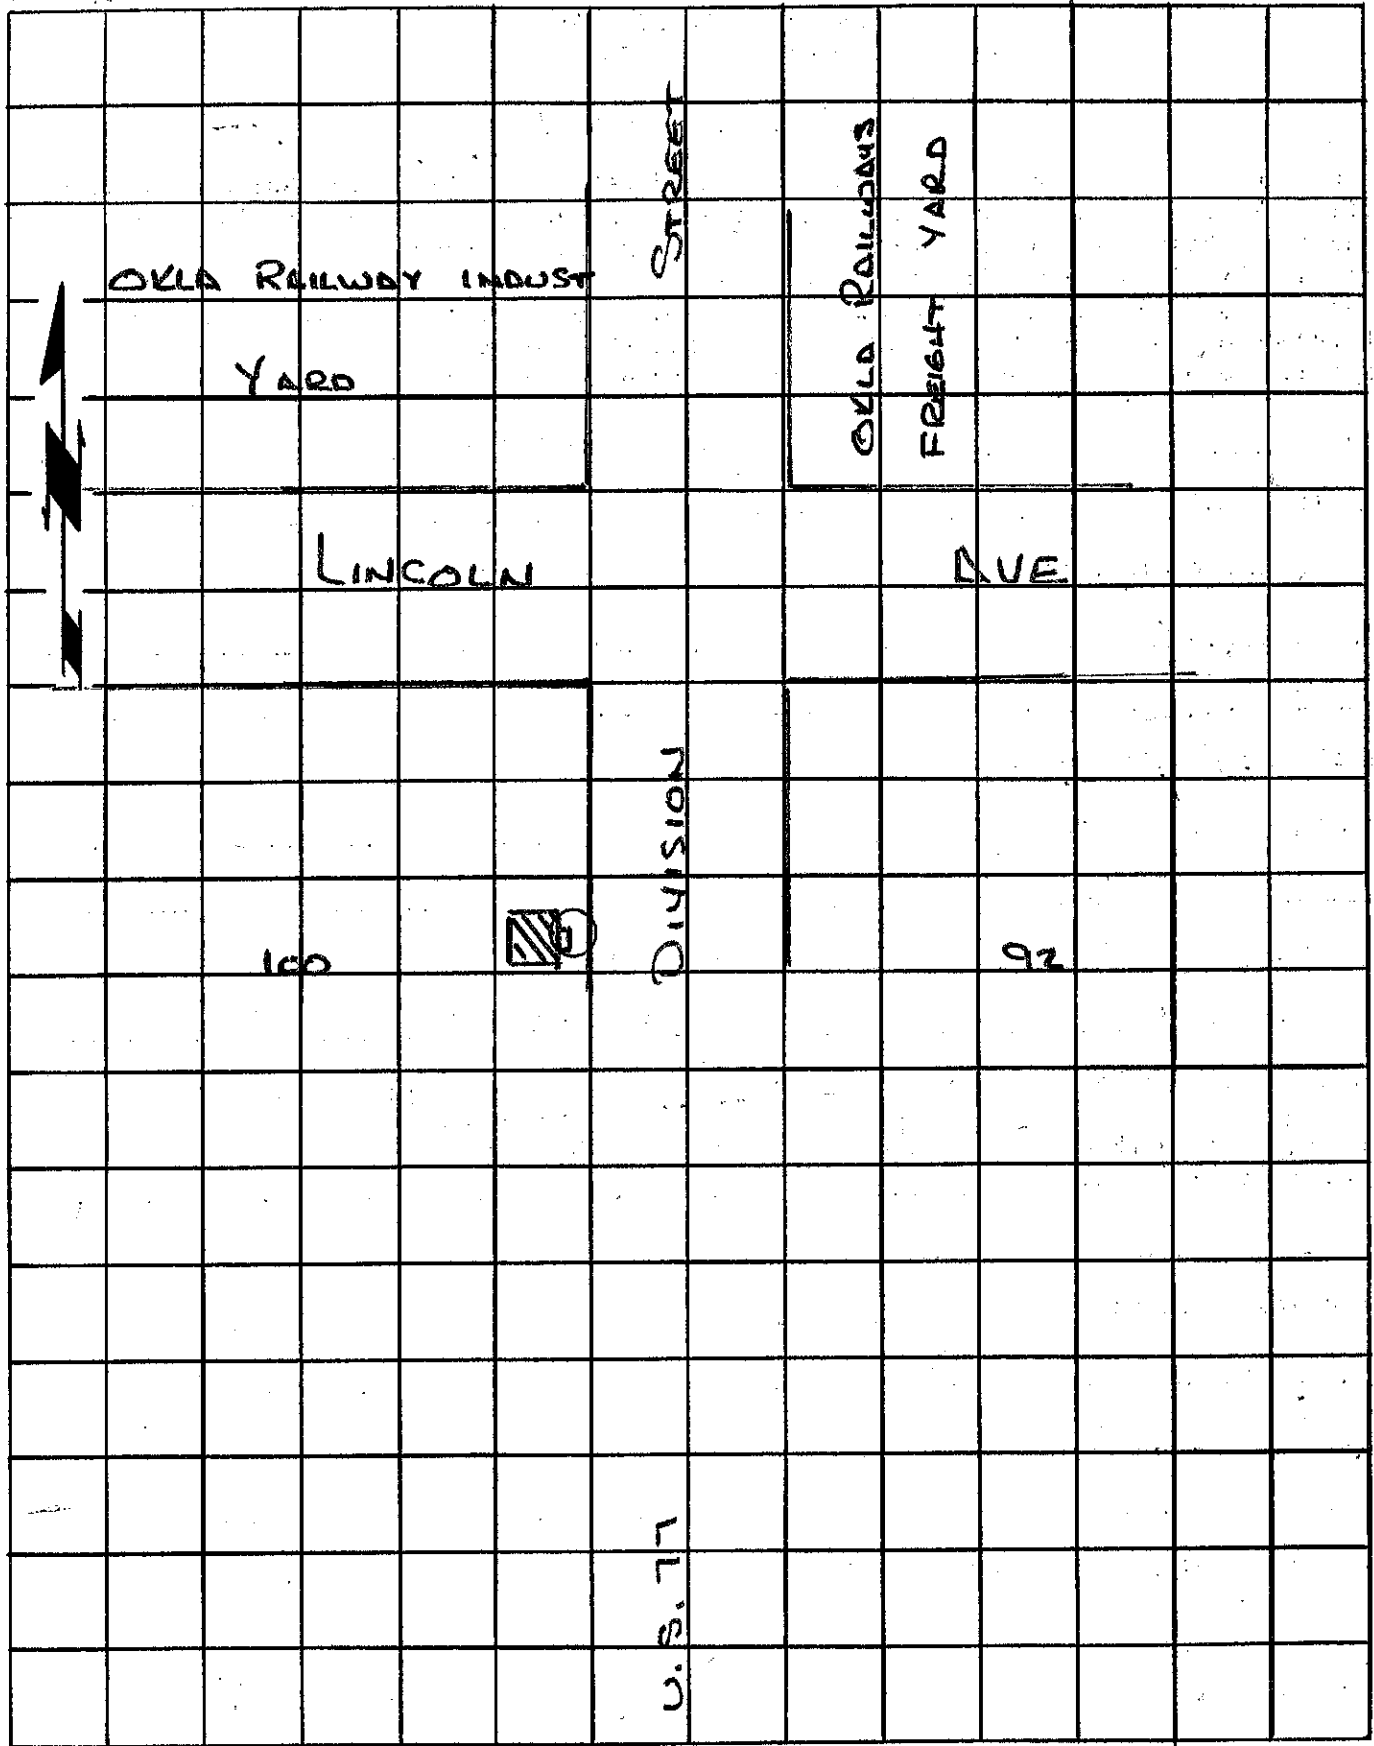 STREET
OKLA RAILWAYS
FREIGHT YARD
OKLA RAILWAY INDUST
YARD
LINCOLN AVE
DIVISION
100
92
U.S. 77